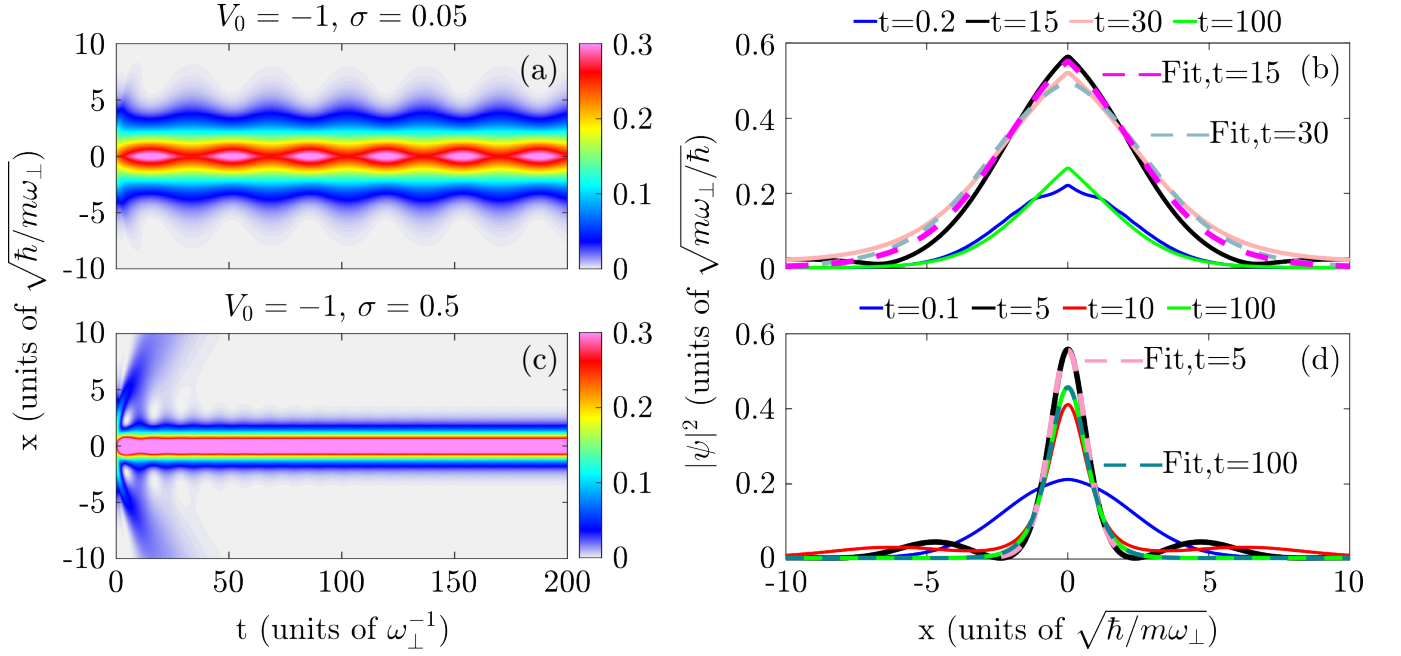 V₀ = −1, σ = 0.05
(a)
10
5
0
-5
-10
0.3
0.2
0.1
0
V₀ = −1, σ = 0.5
(c)
10
5
0
-5
-10
0.3
0.2
0.1
0
0 50 100 150 200
t (units of ω⊥⁻¹)
x (units of √ħ/mω⊥)
t=0.2 t=15 t=30 t=100
(b)
0.6
0.4
0.2
0
Fit,t=15
Fit,t=30
t=0.1 t=5 t=10 t=100
(d)
0.6
0.4
0.2
0
Fit,t=5
Fit,t=100
-10 -5 0 5 10
x (units of √ħ/mω⊥)
|ψ|² (units of √mω⊥/ħ)